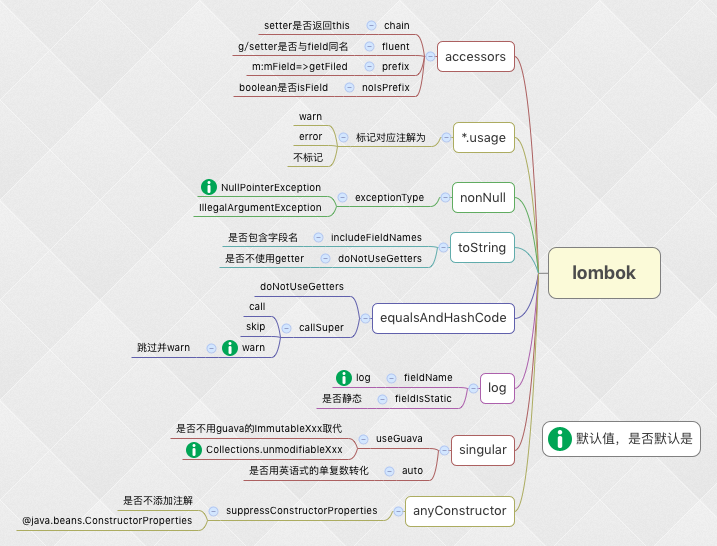 setter是否返回this
chain
g/setter是否与field同名
fluent
m:mField=>getFiled
prefix
boolean是否isField
noIsPrefix
accessors
warn
error
不标记
标记对应注解为
*.usage
NullPointerException
IllegalArgumentException
exceptionType
nonNull
是否包含字段名
includeFieldNames
是否不使用getter
doNotUseGetters
toString
lombok
doNotUseGetters
call
skip
跳过并warn
warn
callSuper
equalsAndHashCode
log
fieldName
是否静态
fieldIsStatic
log
是否不用guava的ImmutableXxx取代
Collections.unmodifiableXxx
useGuava
是否用英语式的单复数转化
auto
singular
默认值，是否默认是
是否不添加注解
@java.beans.ConstructorProperties
suppressConstructorProperties
anyConstructor